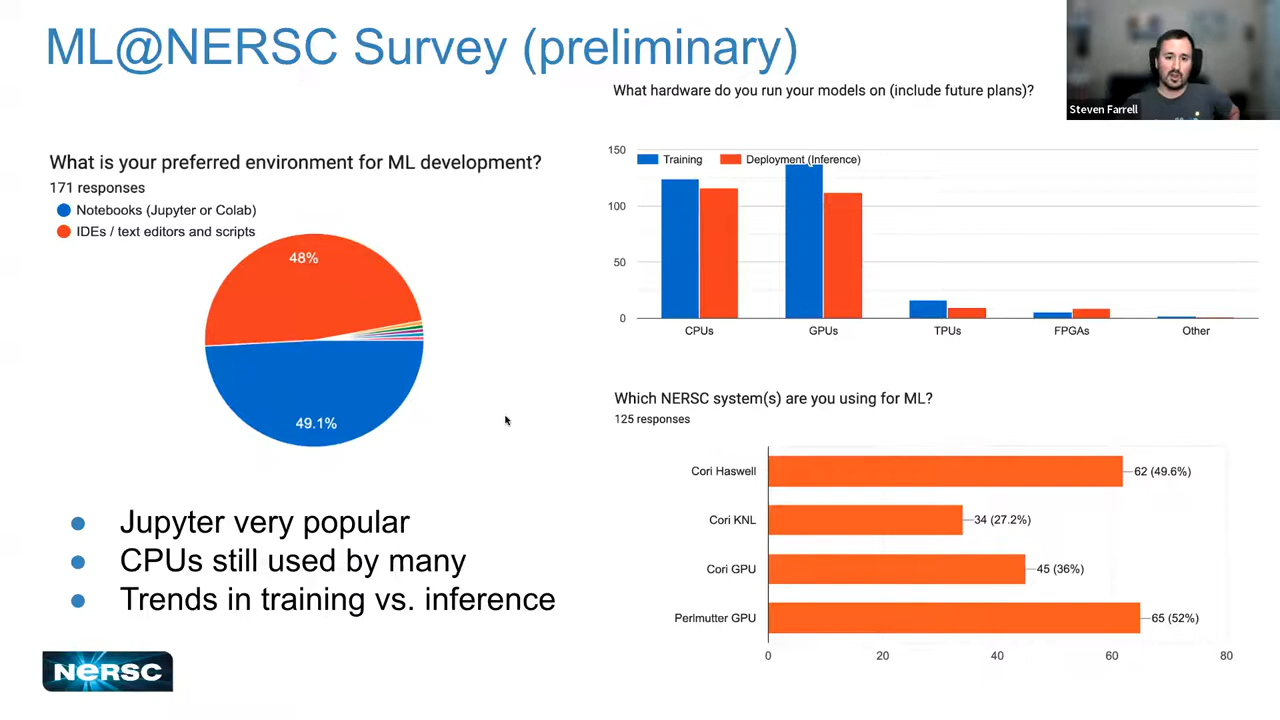 ML@NERSC Survey (preliminary)
Steven Farrell
What is your preferred environment for ML development?
171 responses
Notebooks (Jupyter or Colab)
IDEs / text editors and scripts
48%
49.1%
Jupyter very popular
CPUs still used by many
Trends in training vs. inference
NERSC
What hardware do you run your models on (include future plans)?
Training
Deployment (Inference)
150
100
50
0
CPUs
GPUs
TPUs
FPGAs
Other
Which NERSC system(s) are you using for ML?
125 responses
Cori Haswell
62 (49.6%)
Cori KNL
34 (27.2%)
Cori GPU
45 (36%)
Perlmutter GPU
65 (52%)
0
20
40
60
80